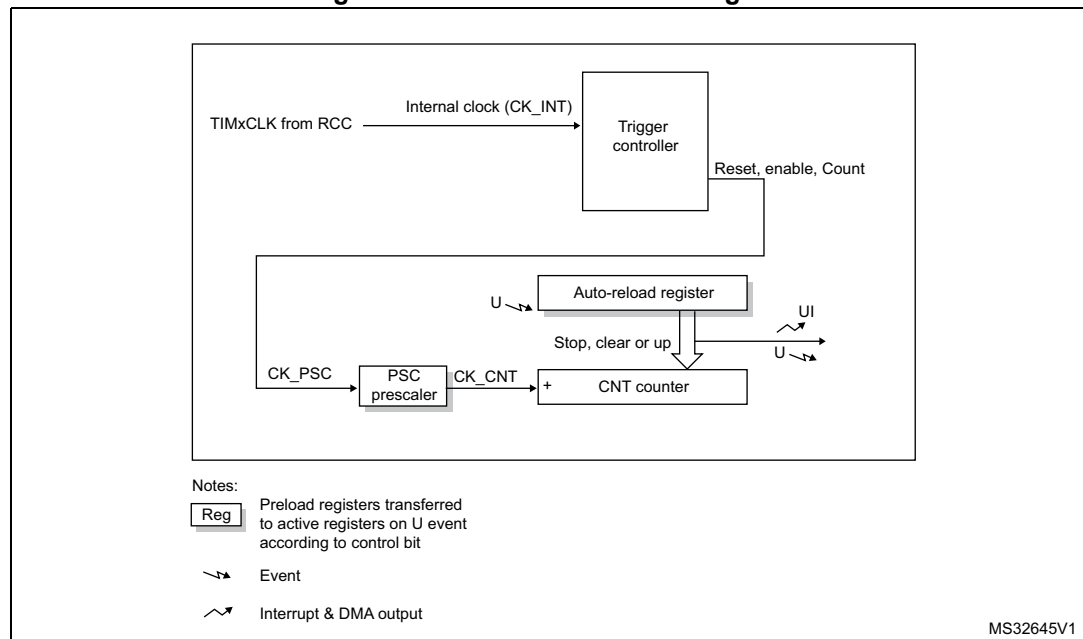 Internal clock (CK_INT)
TIMxCLK from RCC
Trigger
controller
Reset, enable, Count
U
Auto-reload register
UI
Stop, clear or up
U
CK_PSC
PSC
prescaler
CK_CNT
+
CNT counter
Notes:
Reg
Preload registers transferred
to active registers on U event
according to control bit
Event
Interrupt & DMA output
MS32645V1